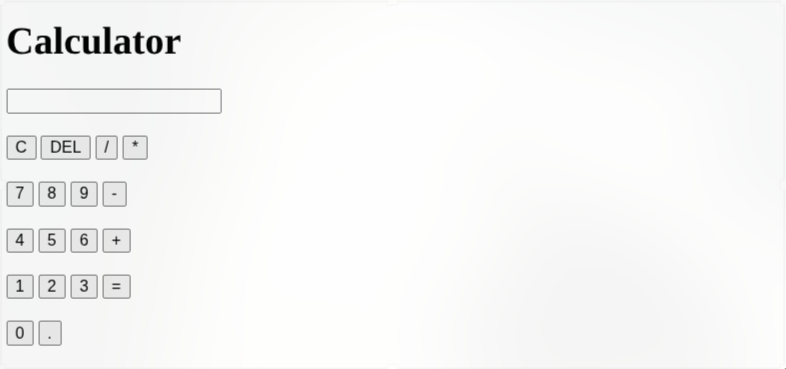 Calculator
C DEL / *
7 8 9 -
4 5 6 +
1 2 3 =
0 .